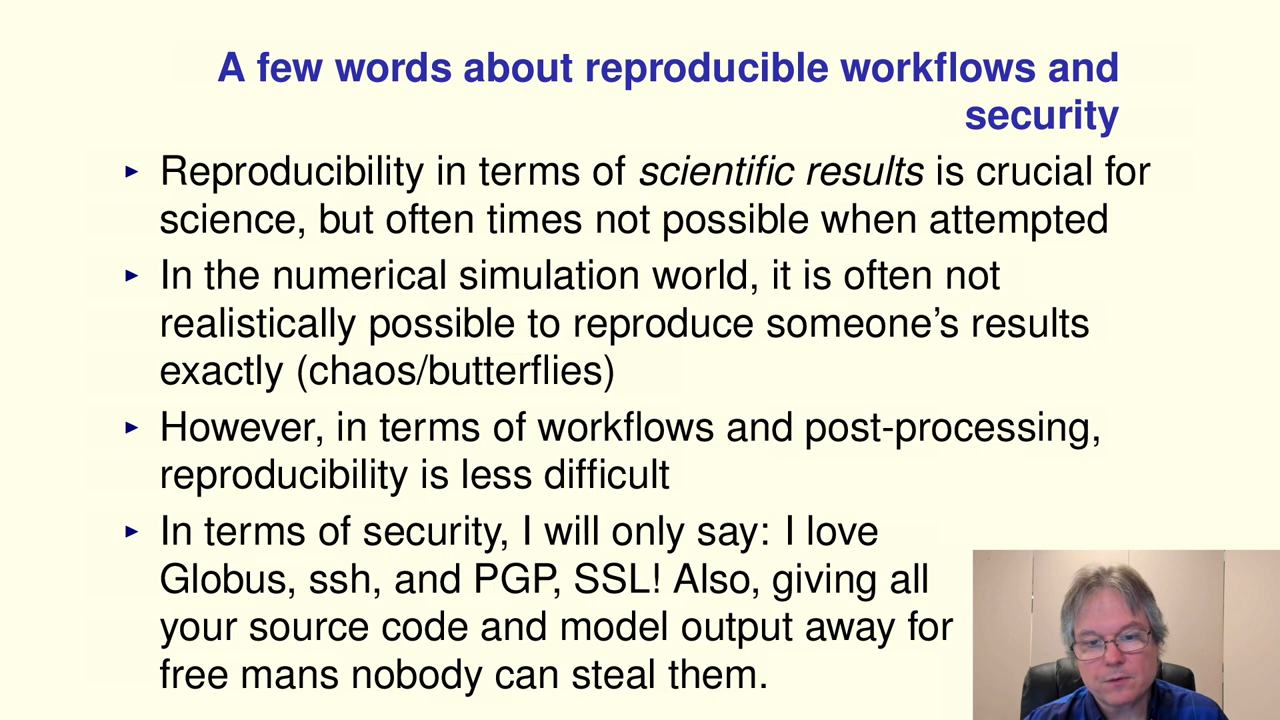 A few words about reproducible workflows and
security
▸ Reproducibility in terms of scientific results is crucial for
science, but often times not possible when attempted
▸ In the numerical simulation world, it is often not
realistically possible to reproduce someone’s results
exactly (chaos/butterflies)
▸ However, in terms of workflows and post-processing,
reproducibility is less difficult
▸ In terms of security, I will only say: I love
Globus, ssh, and PGP, SSL! Also, giving all
your source code and model output away for
free mans nobody can steal them.